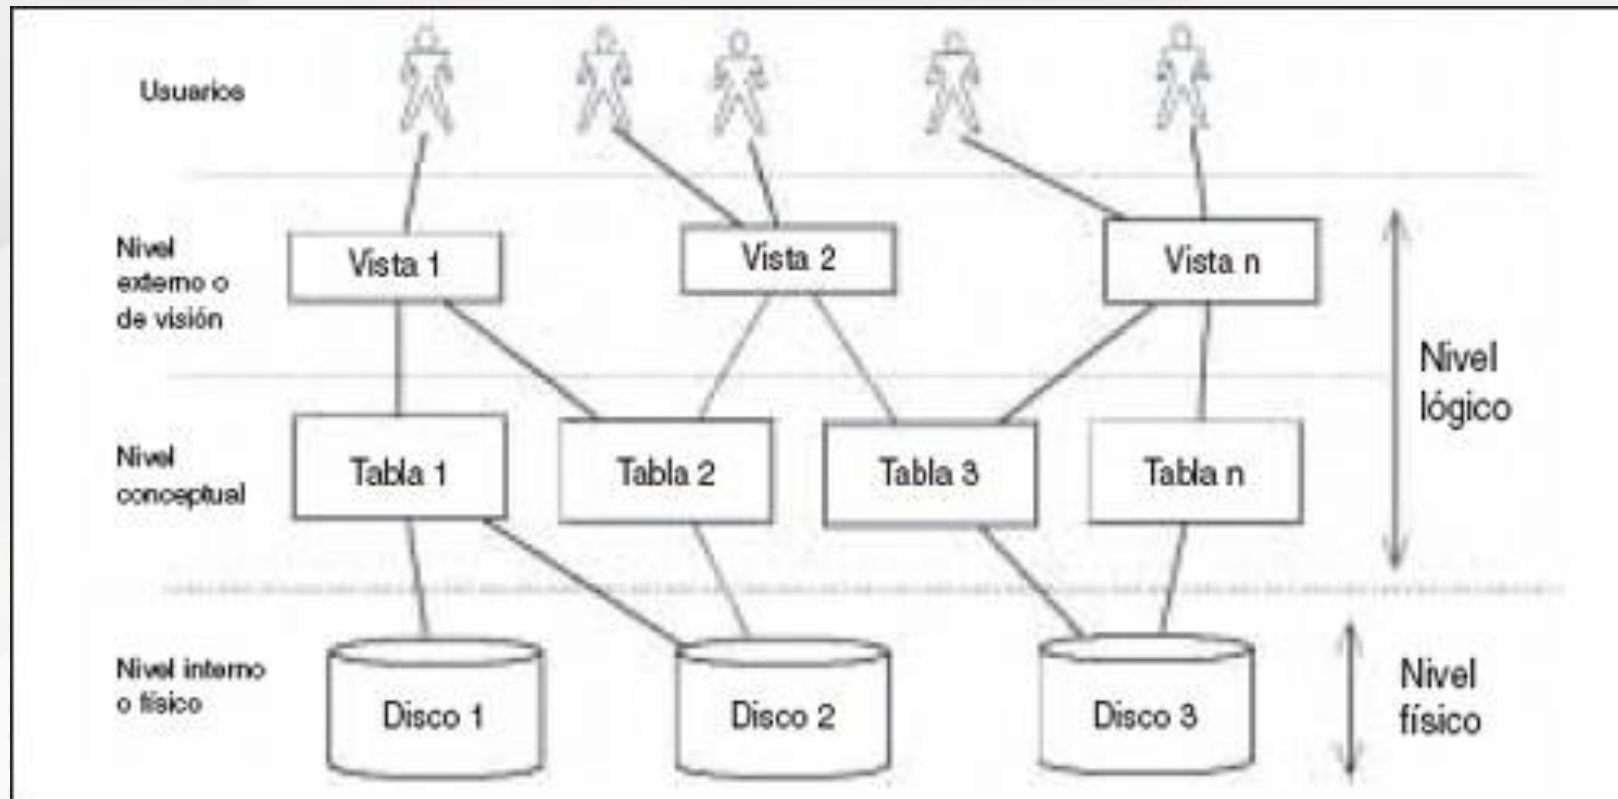 Usuarios
Nivel
externo o
de visión
Vista 1
Vista 2
Vista n
Nivel
lógico
Nivel
conceptual
Tabla 1
Tabla 2
Tabla 3
Tabla n
Nivel interno
o físico
Disco 1
Disco 2
Disco 3
Nivel
físico